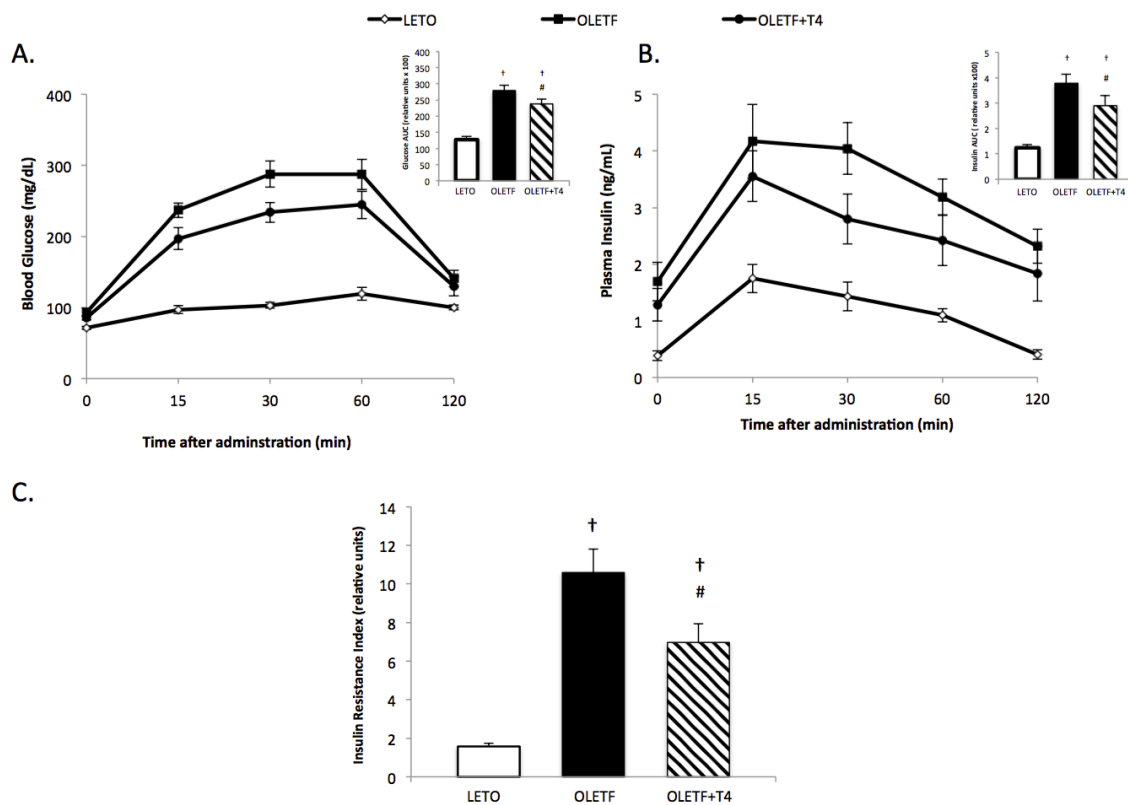 LETO OLETF OLETF+T4
A.
Blood Glucose (mg/dL)
400
300
200
100
0
0 15 30 60 120
Time after adminstration (min)
Glucose AUC (relative units x 100)
400
350
300
250
200
150
100
50
0
†
†
#
LETO OLETF OLETF+T4
B.
Plasma Insulin (ng/mL)
5
4
3
2
1
0
0 15 30 60 120
Time after administration (min)
Insulin AUC ( relative units x100)
5
4
3
2
1
0
†
†
#
LETO OLETF OLETF+T4
C.
Insulin Resistance Index (relative units)
14
12
10
8
6
4
2
0
†
†
#
LETO OLETF OLETF+T4